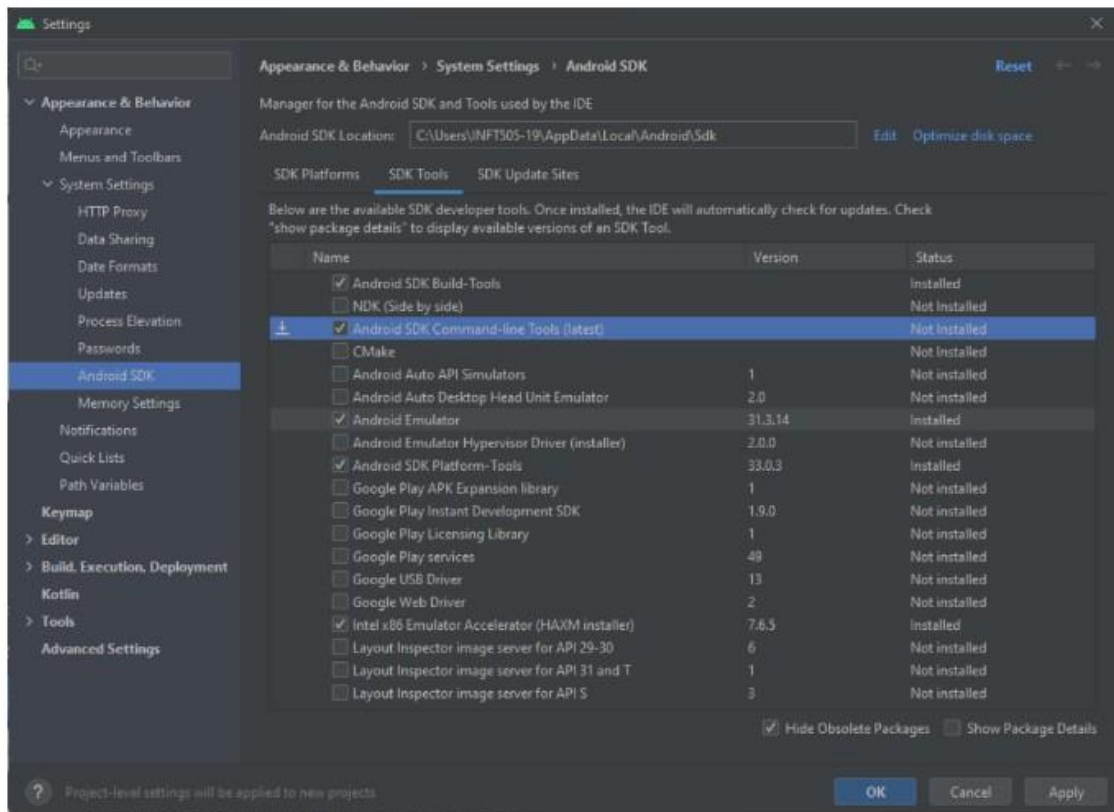 Settings
Appearance & Behavior › System Settings › Android SDK
Reset
Appearance & Behavior
Appearance
Menus and Toolbars
System Settings
HTTP Proxy
Data Sharing
Date Formats
Updates
Process Elevation
Passwords
Android SDK
Memory Settings
Notifications
Quick Lists
Path Variables
Keymap
Editor
Build, Execution, Deployment
Kotlin
Tools
Advanced Settings
Manager for the Android SDK and Tools used by the IDE
Android SDK Location: C:\Users\INFT505-19\AppData\Local\Android\Sdk Edit Optimize disk space
SDK Platforms SDK Tools SDK Update Sites
Below are the available SDK developer tools. Once installed, the IDE will automatically check for updates. Check
"show package details" to display available versions of an SDK Tool.
Name Version Status
Android SDK Build-Tools Installed
NDK (Side by side) Not Installed
Android SDK Command-line Tools (latest) Not Installed
CMake Not Installed
Android Auto API Simulators 1 Not installed
Android Auto Desktop Head Unit Emulator 2.0 Not installed
Android Emulator 31.3.14 Installed
Android Emulator Hypervisor Driver (installer) 2.0.0 Not installed
Android SDK Platform-Tools 33.0.3 Installed
Google Play APK Expansion library 1 Not installed
Google Play Instant Development SDK 1.9.0 Not installed
Google Play Licensing Library 1 Not installed
Google Play services 49 Not installed
Google USB Driver 13 Not installed
Google Web Driver 2 Not installed
Intel x86 Emulator Accelerator (HAXM installer) 7.6.5 Installed
Layout Inspector image server for API 29-30 6 Not installed
Layout Inspector image server for API 31 and T 1 Not installed
Layout Inspector image server for API S 3 Not installed
Hide Obsolete Packages Show Package Details
? Project-level settings will be applied to new projects
OK Cancel Apply